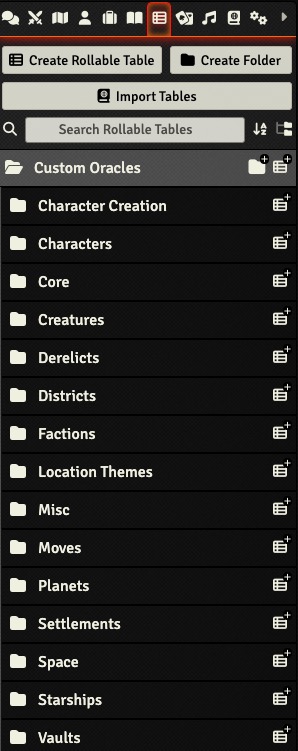 Create Rollable Table
Create Folder
Import Tables
Search Rollable Tables
Custom Oracles
Character Creation
Characters
Core
Creatures
Derelicts
Districts
Factions
Location Themes
Misc
Moves
Planets
Settlements
Space
Starships
Vaults